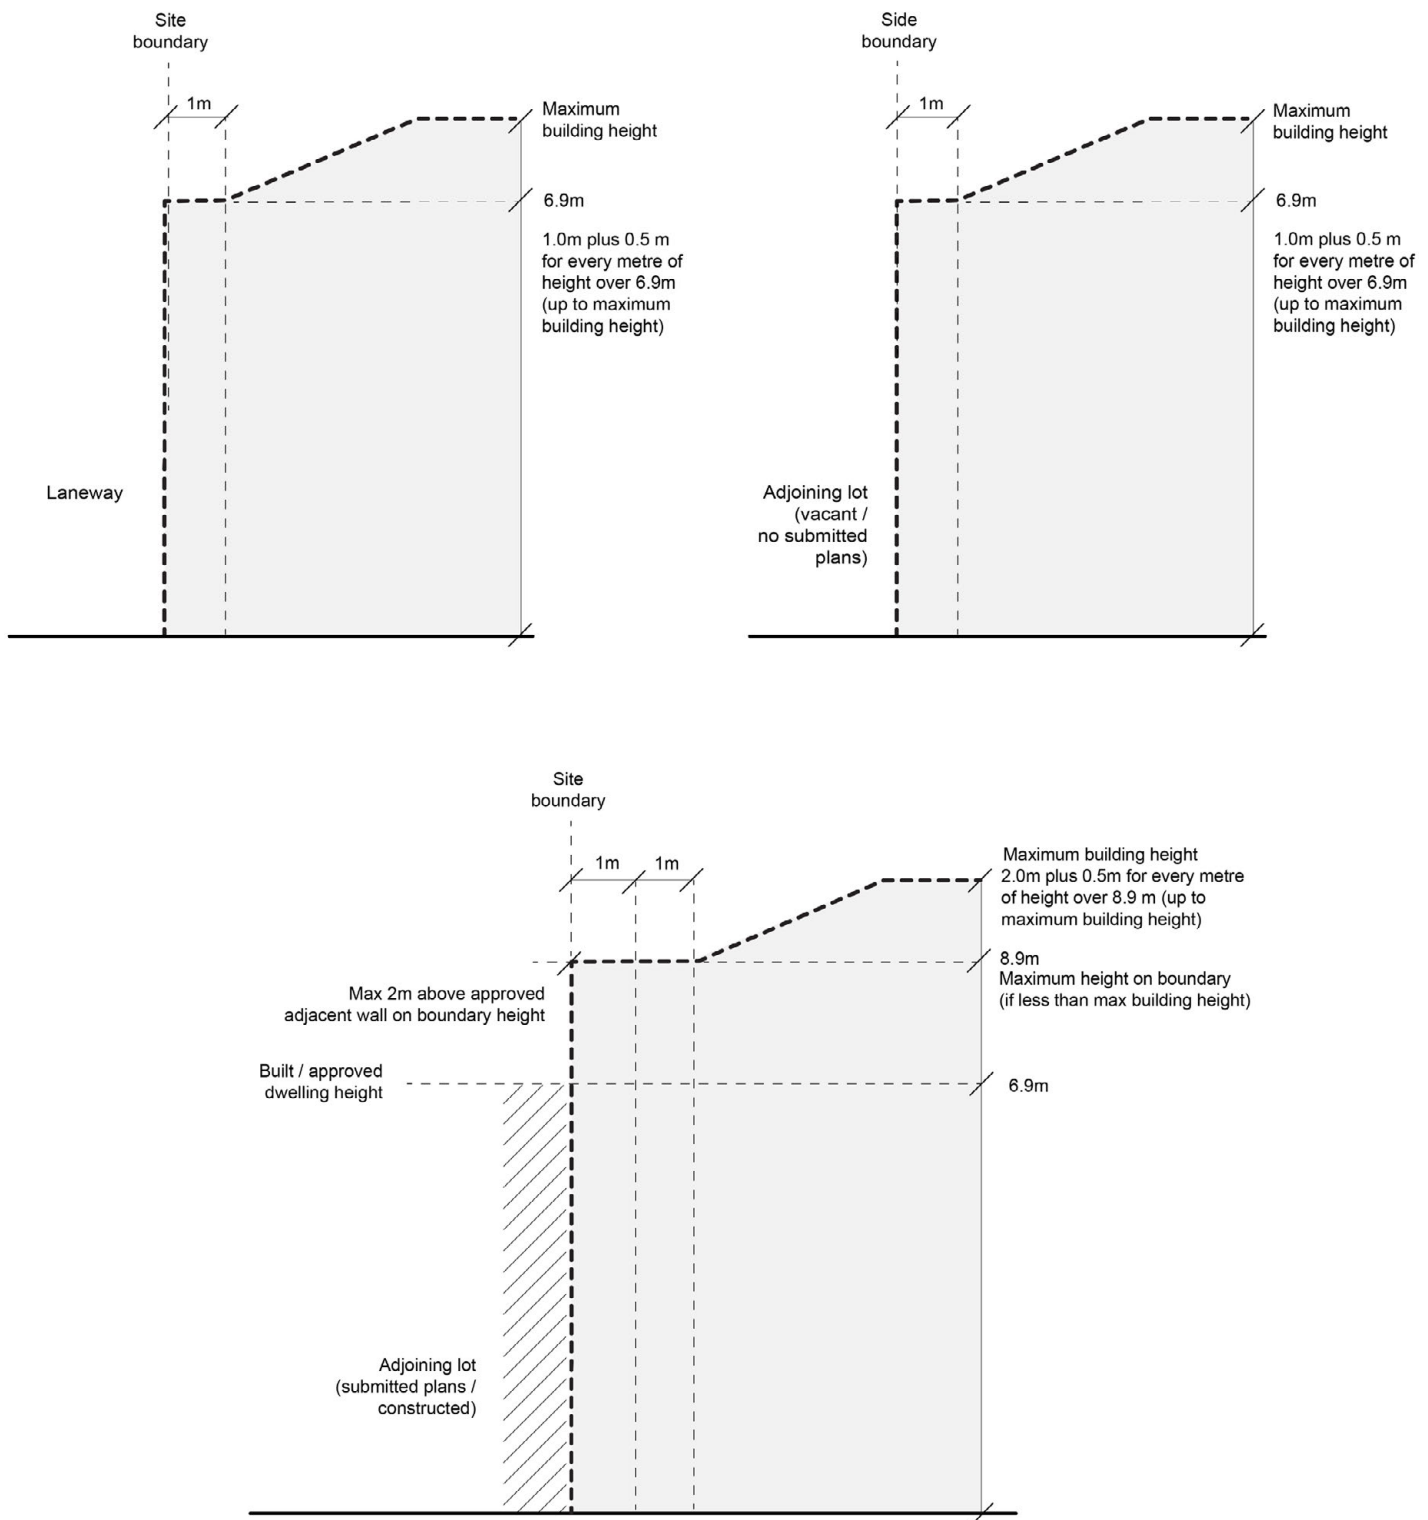 Site
boundary
1m
Maximum
building height
6.9m
1.0m plus 0.5 m
for every metre of
height over 6.9m
(up to maximum
building height)
Laneway
Side
boundary
1m
Maximum
building height
6.9m
1.0m plus 0.5 m
for every metre of
height over 6.9m
(up to maximum
building height)
Adjoining lot
(vacant /
no submitted
plans)
Site
boundary
1m
1m
Maximum building height
2.0m plus 0.5m for every metre
of height over 8.9 m (up to
maximum building height)
8.9m
Maximum height on boundary
(if less than max building height)
Max 2m above approved
adjacent wall on boundary height
Built / approved
dwelling height
6.9m
Adjoining lot
(submitted plans /
constructed)